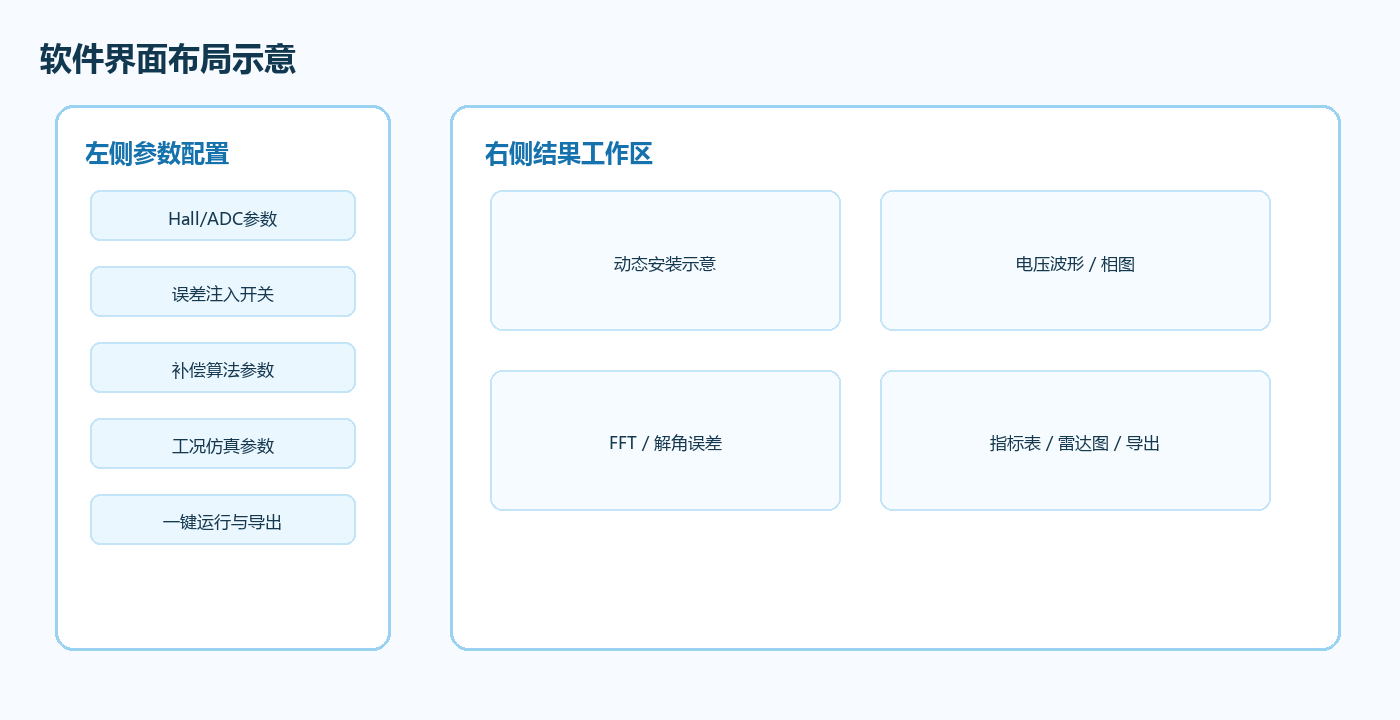 软件界面布局示意
左侧参数配置
Hall/ADC参数
误差注入开关
补偿算法参数
工况仿真参数
一键运行与导出
右侧结果工作区
动态安装示意
电压波形 / 相图
FFT / 解角误差
指标表 / 雷达图 / 导出